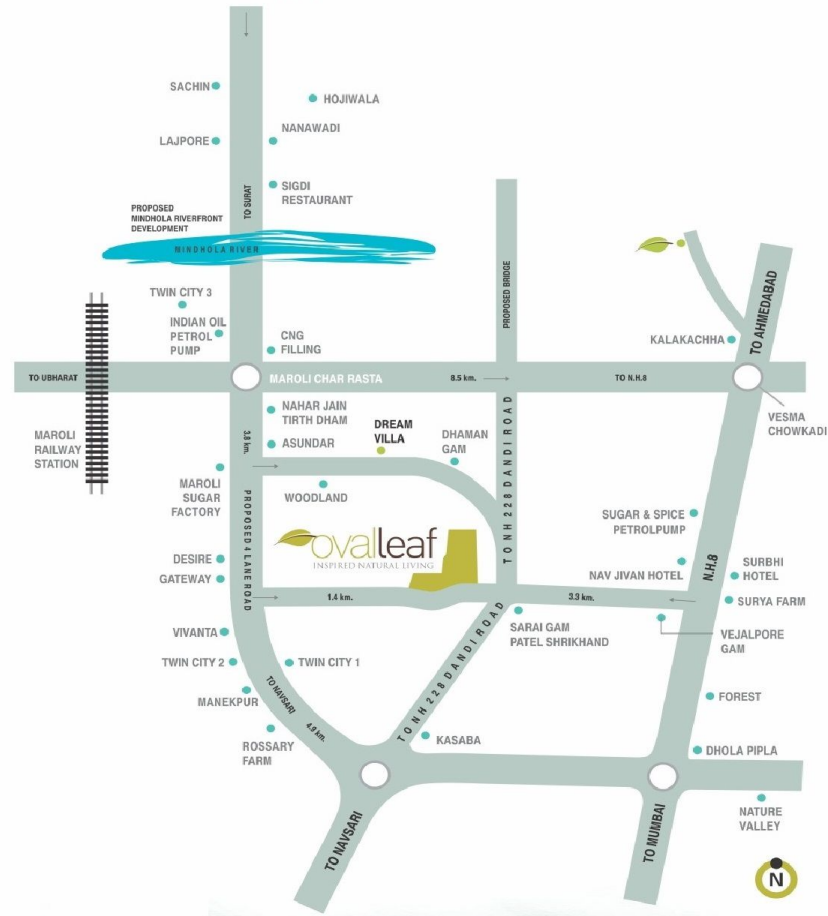 SACHIN
HOJIWALA
NANAWADI
LAJPORE
SIGDI
RESTAURANT
TO SURAT
PROPOSED
MINDHOLA RIVERFRONT
DEVELOPMENT
MINDHOLA RIVER
TWIN CITY 3
INDIAN OIL
PETROL
PUMP
CNG
FILLING
PROPOSED BRIDGE
KALAKACHHA
TO AHMEDABAD
TO UBHARAT
MAROLI CHAR RASTA
8.5 km.
TO N.H.8
VESMA
CHOWKADI
MAROLI
RAILWAY
STATION
NAHAR JAIN
TIRTH DHAM
3.8 km.
ASUNDAR
DREAM
VILLA
DHAMAN
GAM
TO NH 228 DANDI ROAD
MAROLI
SUGAR
FACTORY
WOODLAND
PROPOSED 4 LANE ROAD
SUGAR & SPICE
PETROLPUMP
ovalleaf
INSPIRED NATURAL LIVING
DESIRE
GATEWAY
NAV JIVAN HOTEL
N.H.8
SURBHI
HOTEL
SURYA FARM
1.4 km.
3.3 km.
SARAI GAM
PATEL SHRIKHAND
VEJALPORE
GAM
VIVANTA
TWIN CITY 2
TWIN CITY 1
MANEKPUR
TO NAVSARI
4.9 km.
ROSSARY
FARM
TO NH 228 DANDI ROAD
KASABA
FOREST
DHOLA PIPLA
NATURE
VALLEY
TO NAVSARI
TO MUMBAI
N